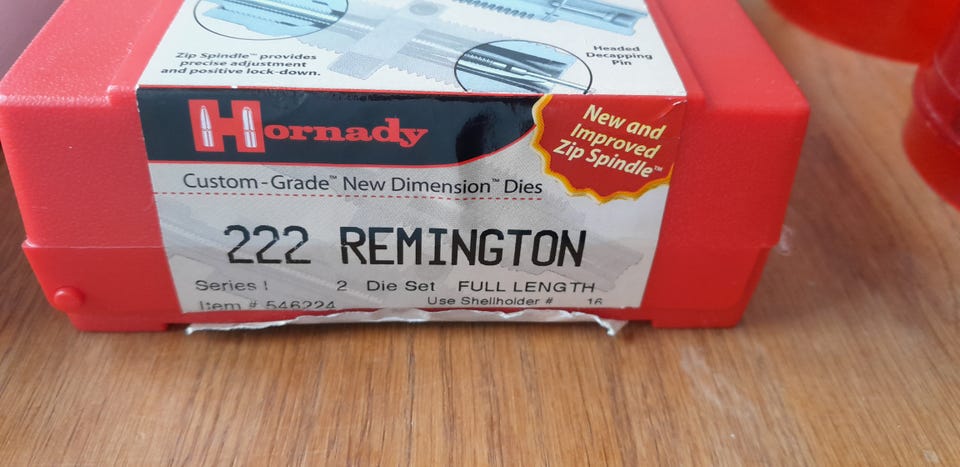 Zip Spindle™ provides
precise adjustment
and positive lock-down.
Headed
Decapping
Pin
Hornady
New and
Improved
Zip Spindle™
Custom-Grade™ New Dimension™ Dies
222 REMINGTON
Series I 2 Die Set FULL LENGTH
Item # 546224 Use Shellholder # 16